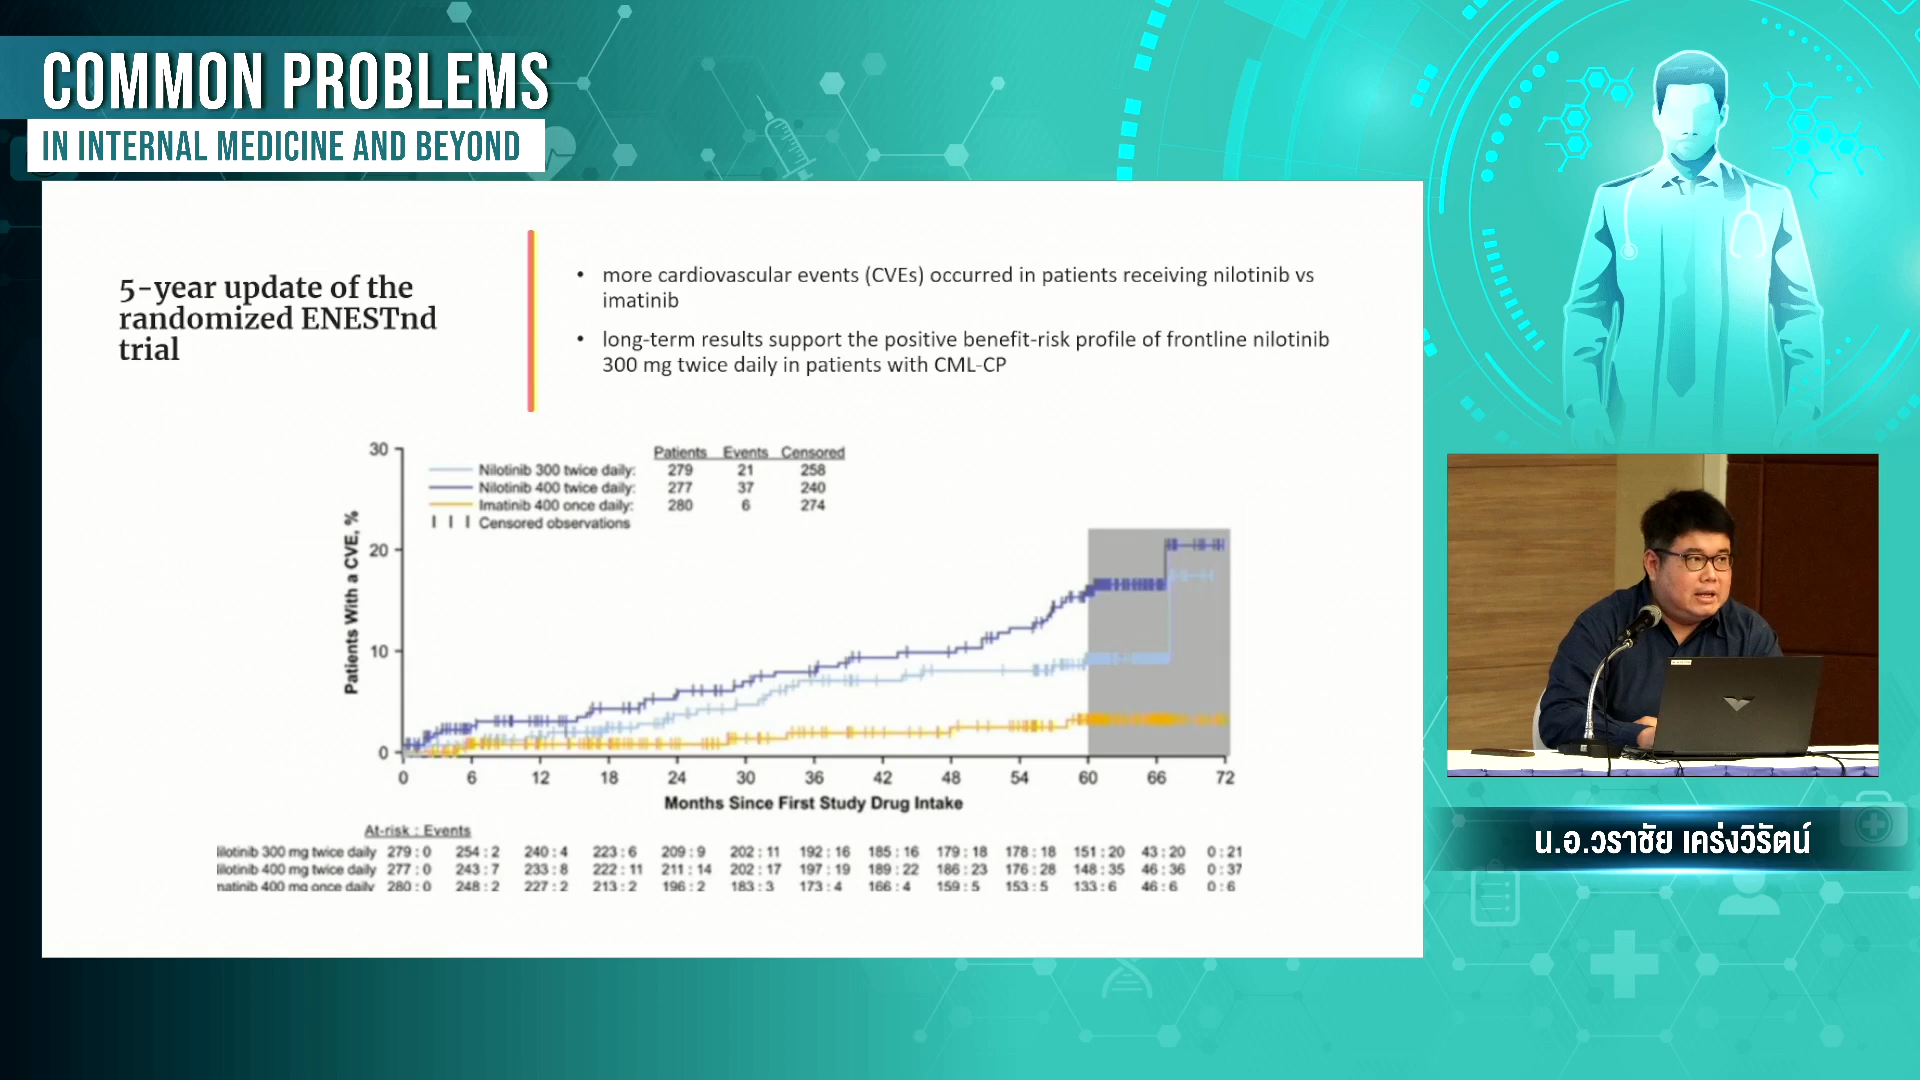 COMMON PROBLEMS
IN INTERNAL MEDICINE AND BEYOND
5-year update of the
randomized ENESTnd
trial
• more cardiovascular events (CVEs) occurred in patients receiving nilotinib vs
imatinib
• long-term results support the positive benefit-risk profile of frontline nilotinib
300 mg twice daily in patients with CML-CP
Patients Events Censored
Nilotinib 300 twice daily: 279 21 258
Nilotinib 400 twice daily: 277 37 240
Imatinib 400 once daily: 280 6 274
Censored observations
Patients With a CVE, %
30
20
10
0
0 6 12 18 24 30 36 42 48 54 60 66 72
Months Since First Study Drug Intake
At-risk : Events
ilotinib 300 mg twice daily 279 : 0 254 : 2 240 : 4 223 : 6 209 : 9 202 : 11 192 : 16 185 : 16 179 : 18 178 : 18 151 : 20 43 : 20 0 : 21
ilotinib 400 mg twice daily 277 : 0 243 : 7 233 : 8 222 : 11 211 : 14 202 : 17 197 : 19 189 : 22 186 : 23 176 : 28 148 : 35 46 : 36 0 : 37
natinib 400 mg once daily 280 : 0 248 : 2 227 : 2 213 : 2 196 : 2 183 : 3 173 : 4 166 : 4 159 : 5 153 : 5 133 : 6 46 : 6 0 : 6
น.อ.วราชัย เคร่งวิรัตน์